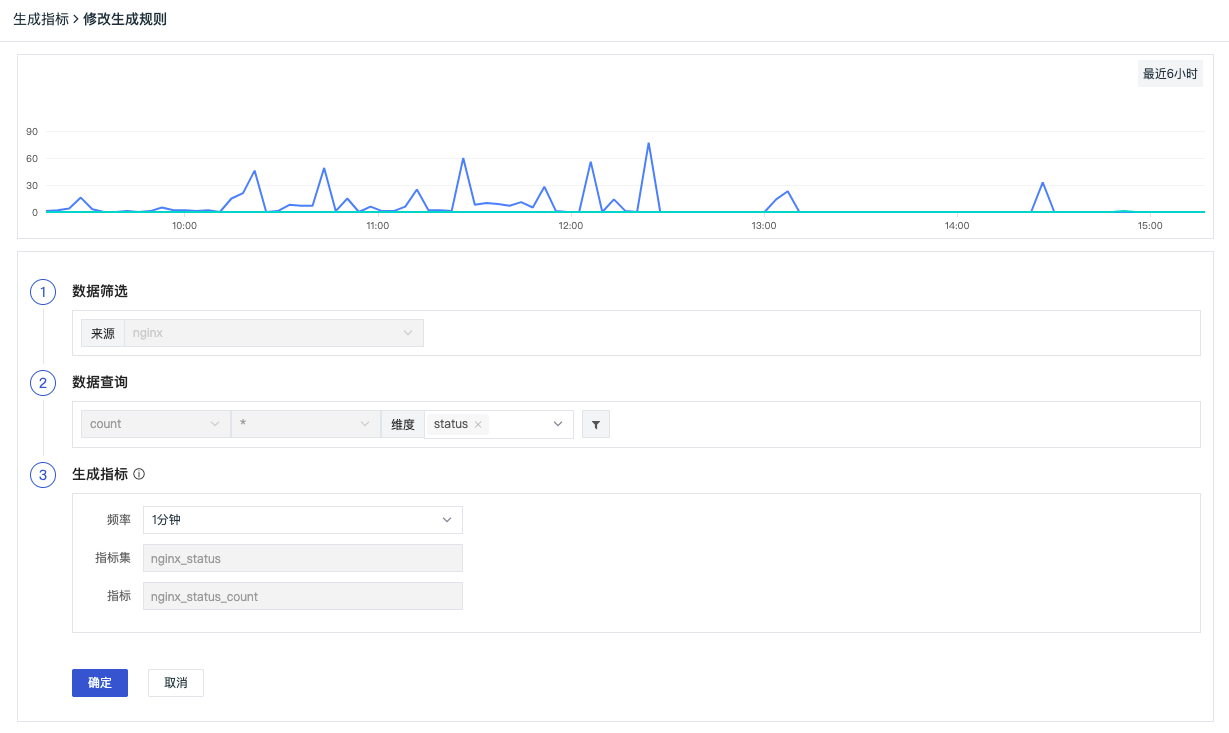 生成指标 > 修改生成规则
最近6小时
90
60
30
0
10:00 11:00 12:00 13:00 14:00 15:00
1 数据筛选
来源 nginx
2 数据查询
count * 维度 status ×
3 生成指标 ⓘ
频率 1分钟
指标集 nginx_status
指标 nginx_status_count
确定 取消